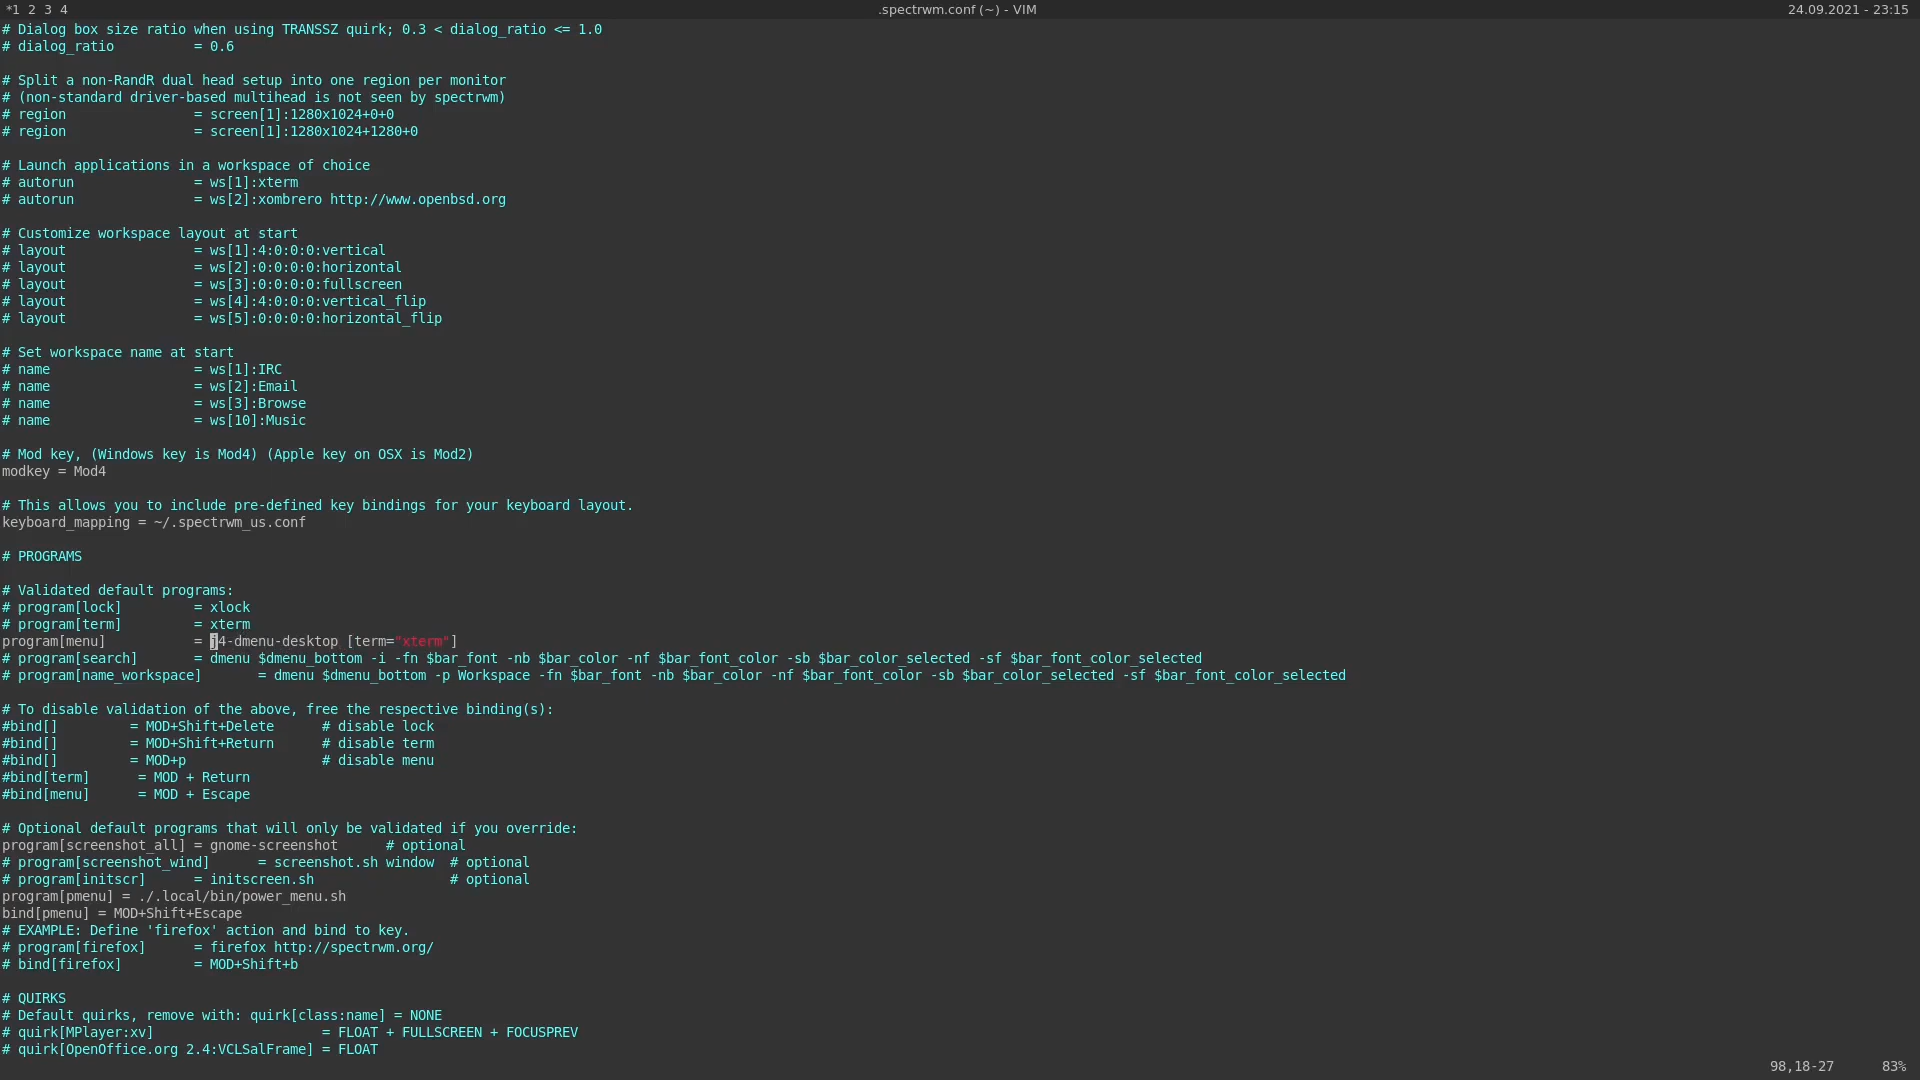 *1 2 3 4
.spectrwm.conf (~) - VIM
24.09.2021 - 23:15
# Dialog box size ratio when using TRANSSZ quirk; 0.3 < dialog_ratio <= 1.0
# dialog_ratio          = 0.6
# Split a non-RandR dual head setup into one region per monitor
# (non-standard driver-based multihead is not seen by spectrwm)
# region                = screen[1]:1280x1024+0+0
# region                = screen[1]:1280x1024+1280+0
# Launch applications in a workspace of choice
# autorun               = ws[1]:xterm
# autorun               = ws[2]:xombrero http://www.openbsd.org
# Customize workspace layout at start
# layout                = ws[1]:4:0:0:0:vertical
# layout                = ws[2]:0:0:0:0:horizontal
# layout                = ws[3]:0:0:0:0:fullscreen
# layout                = ws[4]:4:0:0:0:vertical_flip
# layout                = ws[5]:0:0:0:0:horizontal_flip
# Set workspace name at start
# name                  = ws[1]:IRC
# name                  = ws[2]:Email
# name                  = ws[3]:Browse
# name                  = ws[10]:Music
# Mod key, (Windows key is Mod4) (Apple key on OSX is Mod2)
modkey = Mod4
# This allows you to include pre-defined key bindings for your keyboard layout.
keyboard_mapping = ~/.spectrwm_us.conf
# PROGRAMS
# Validated default programs:
# program[lock]         = xlock
# program[term]         = xterm
program[menu]           = j4-dmenu-desktop [term="xterm"]
# program[search]       = dmenu $dmenu_bottom -i -fn $bar_font -nb $bar_color -nf $bar_font_color -sb $bar_color_selected -sf $bar_font_color_selected
# program[name_workspace]       = dmenu $dmenu_bottom -p Workspace -fn $bar_font -nb $bar_color -nf $bar_font_color -sb $bar_color_selected -sf $bar_font_color_selected
# To disable validation of the above, free the respective binding(s):
#bind[]         = MOD+Shift+Delete      # disable lock
#bind[]         = MOD+Shift+Return      # disable term
#bind[]         = MOD+p                 # disable menu
#bind[term]      = MOD + Return
#bind[menu]      = MOD + Escape
# Optional default programs that will only be validated if you override:
program[screenshot_all] = gnome-screenshot      # optional
# program[screenshot_wind]      = screenshot.sh window  # optional
# program[initscr]      = initscreen.sh                 # optional
program[pmenu] = ./.local/bin/power_menu.sh
bind[pmenu] = MOD+Shift+Escape
# EXAMPLE: Define 'firefox' action and bind to key.
# program[firefox]      = firefox http://spectrwm.org/
# bind[firefox]         = MOD+Shift+b
# QUIRKS
# Default quirks, remove with: quirk[class:name] = NONE
# quirk[MPlayer:xv]                     = FLOAT + FULLSCREEN + FOCUSPREV
# quirk[OpenOffice.org 2.4:VCLSalFrame] = FLOAT
98,18-27      83%